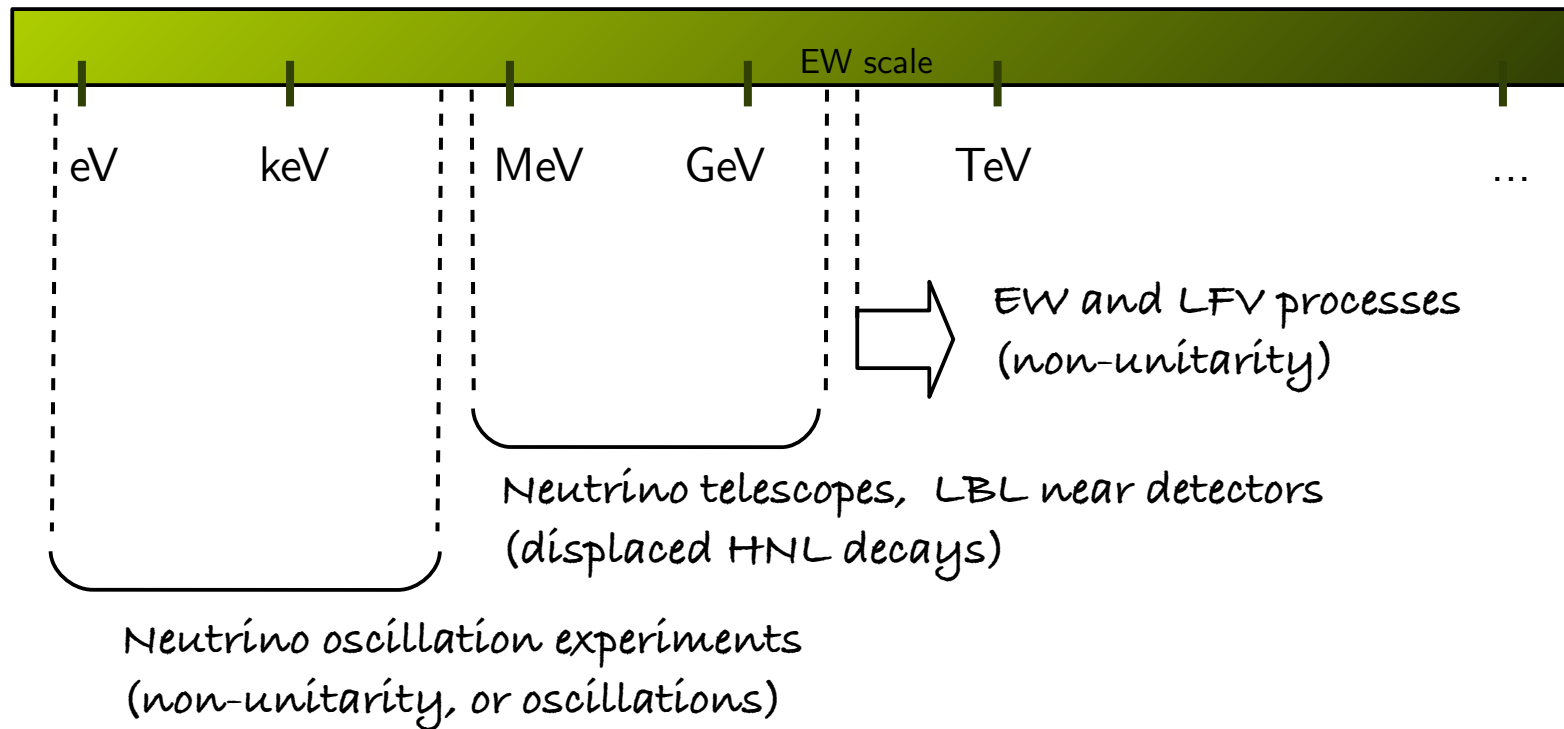 EW scale
eV keV MeV GeV TeV ...
EW and LFV processes
(non-unitarity)
Neutrino telescopes, LBL near detectors
(displaced HNL decays)
Neutrino oscillation experiments
(non-unitarity, or oscillations)